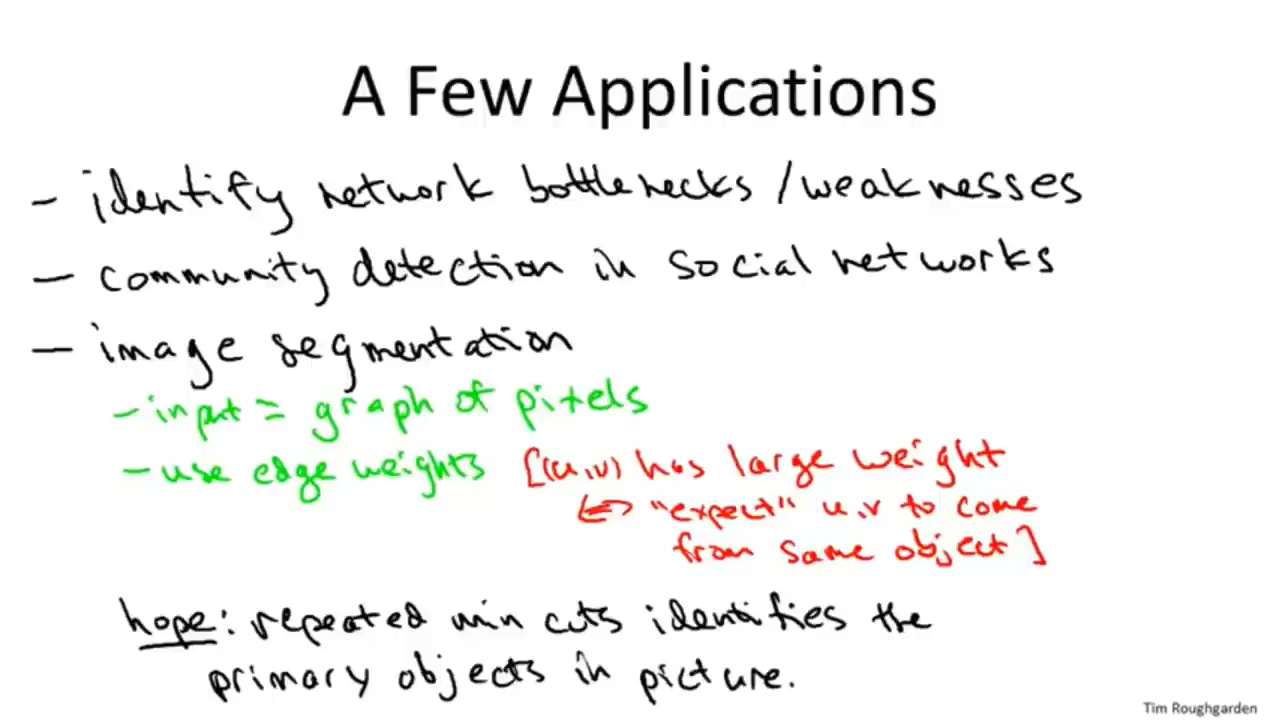 A Few Applications
- identify network bottlenecks/weaknesses
- community detection in social networks
- image segmentation
- input = graph of pixels
- use edge weights [(u,v) has large weight
<=> "expect" u,v to come
from same object]
hope: repeated min cuts identifies the
primary objects in picture.
Tim Roughgarden